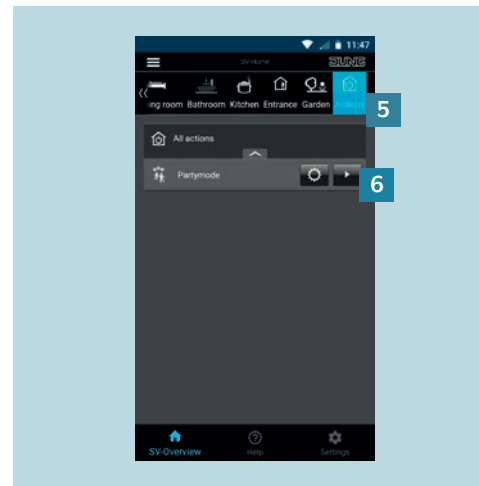 11:47
SV-Home
JUNG
ing room Bathroom Kitchen Entrance Garden Actions
5
All actions
Partymode
6
SV-Overview Help Settings